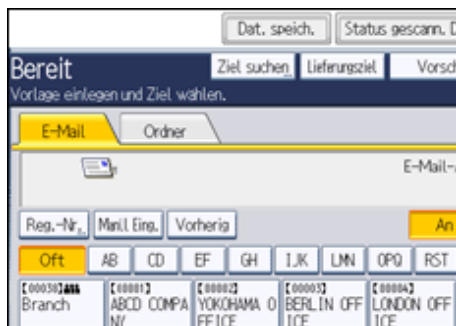 Dat. speich. Status gescann. D
Bereit Ziel suchen Lieferungsziel Vorsch
Vorlage einlegen und Ziel wählen.
E-Mail Ordner
E-Mail-
Reg.-Nr. Manll Eing. Vorherig An
Oft AB CD EF GH IJK LMN OPQ RST
[00030] [00001] [00002] [00003] [00004]
Branch ABCD COMPA YOKOHAMA O BERLIN OFF LONDON OFF
NY FFICE ICE ICE